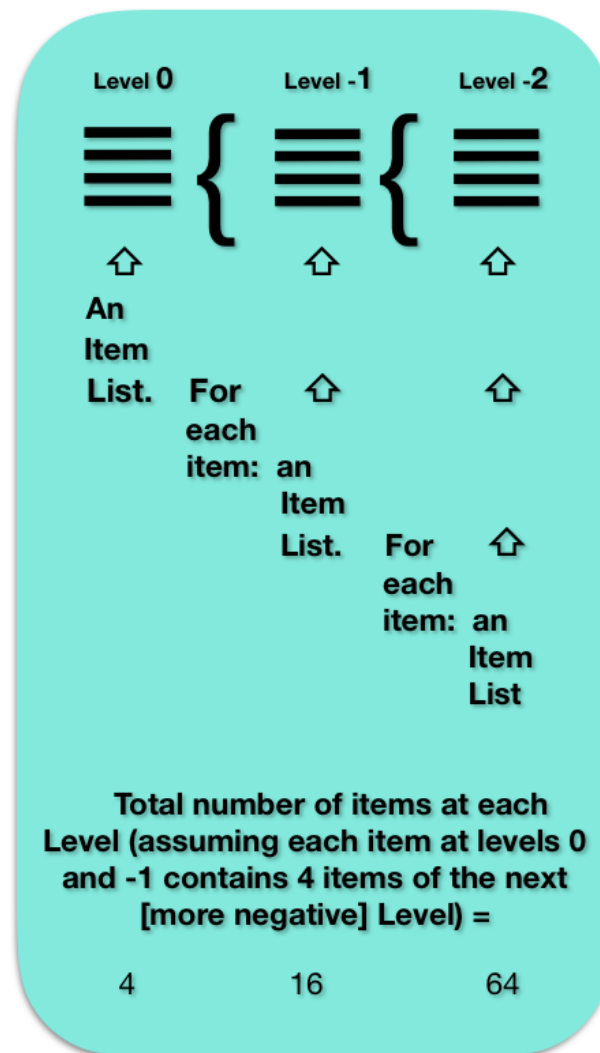 Level 0 Level -1 Level -2
An
Item
List. For
each
item: an
Item
List. For
each
item: an
Item
List
Total number of items at each
Level (assuming each item at levels 0
and -1 contains 4 items of the next
[more negative] Level) =
4 16 64